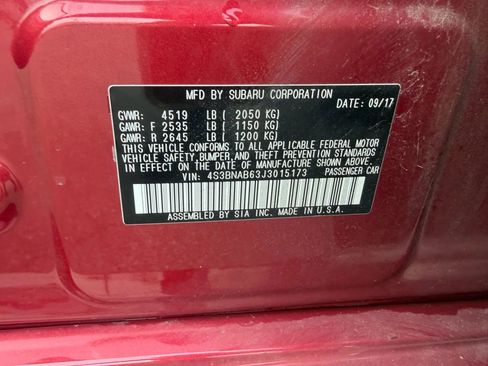 MFD BY SUBARU CORPORATION
DATE: 09/17
GVWR: 4519 LB ( 2050 KG)
GAWR: F 2535 LB ( 1150 KG)
GAWR: R 2645 LB ( 1200 KG)
THIS VEHICLE CONFORMS TO ALL APPLICABLE FEDERAL MOTOR
VEHICLE SAFETY, BUMPER, AND THEFT PREVENTION STANDARDS
IN EFFECT ON THE DATE OF MANUFACTURE SHOWN ABOVE.
VIN: 4S3BNAB63J3015173 PASSENGER CAR
ASSEMBLED BY SIA INC. MADE IN U.S.A.